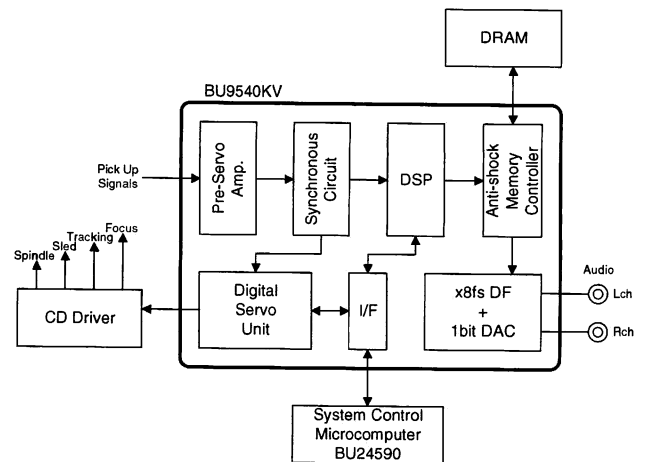 DRAM
BU9540KV
Pick Up
Signals
Pre-Servo
Amp.
Synchronous
Circuit
DSP
Anti-shock
Memory
Controller
Focus
Tracking
Sled
Spindle
CD Driver
Digital
Servo
Unit
I/F
x8fs DF
+
1bit DAC
Audio
Lch
Rch
System Control
Microcomputer
BU24590